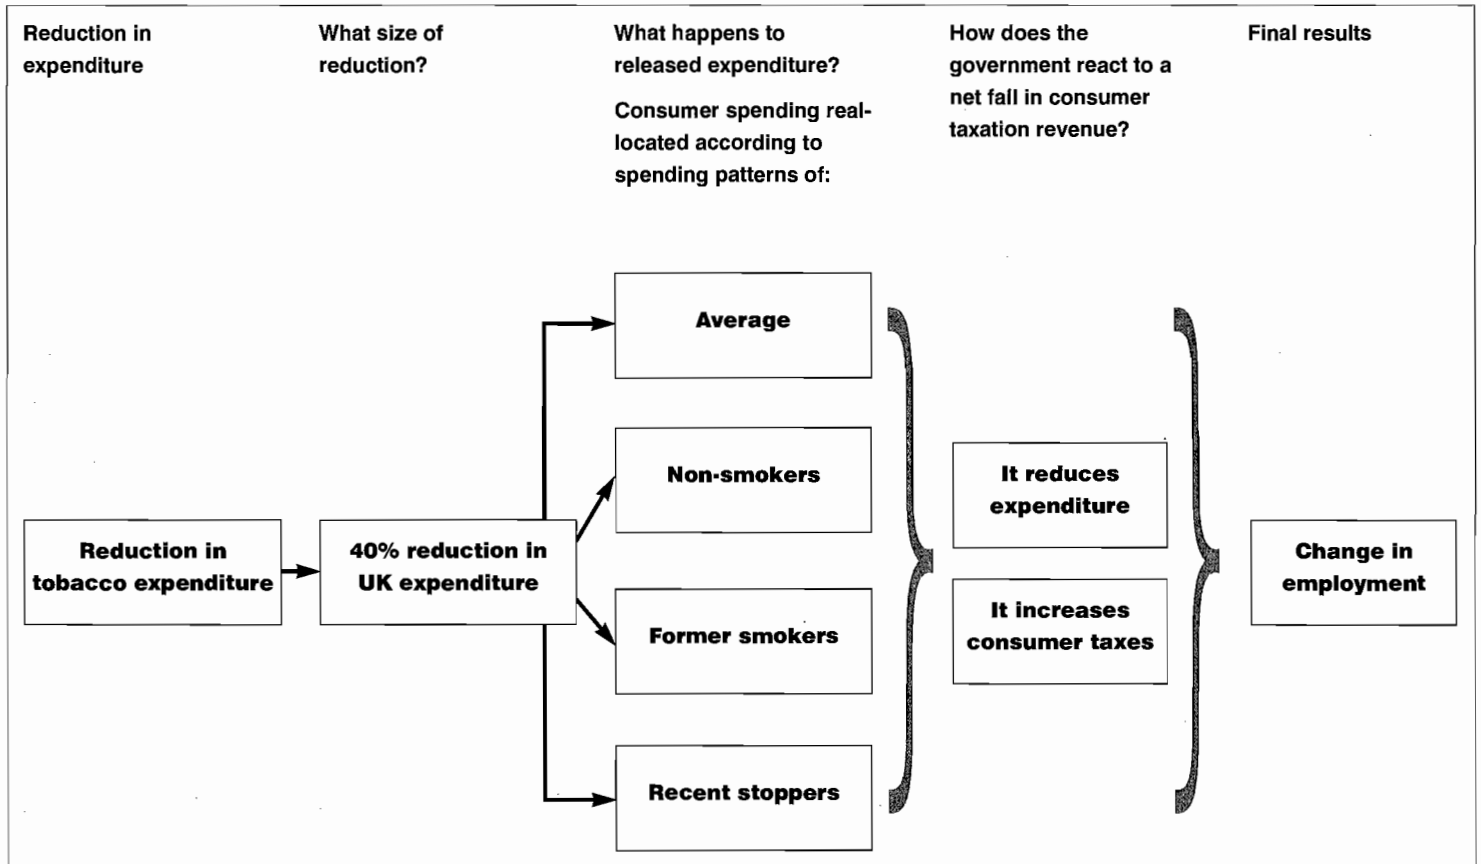 Reduction in
expenditure
What size of
reduction?
What happens to
released expenditure?
Consumer spending real-
located according to
spending patterns of:
How does the
government react to a
net fall in consumer
taxation revenue?
Final results
Reduction in
tobacco expenditure
40% reduction in
UK expenditure
Average
Non-smokers
Former smokers
Recent stoppers
It reduces
expenditure
It increases
consumer taxes
Change in
employment